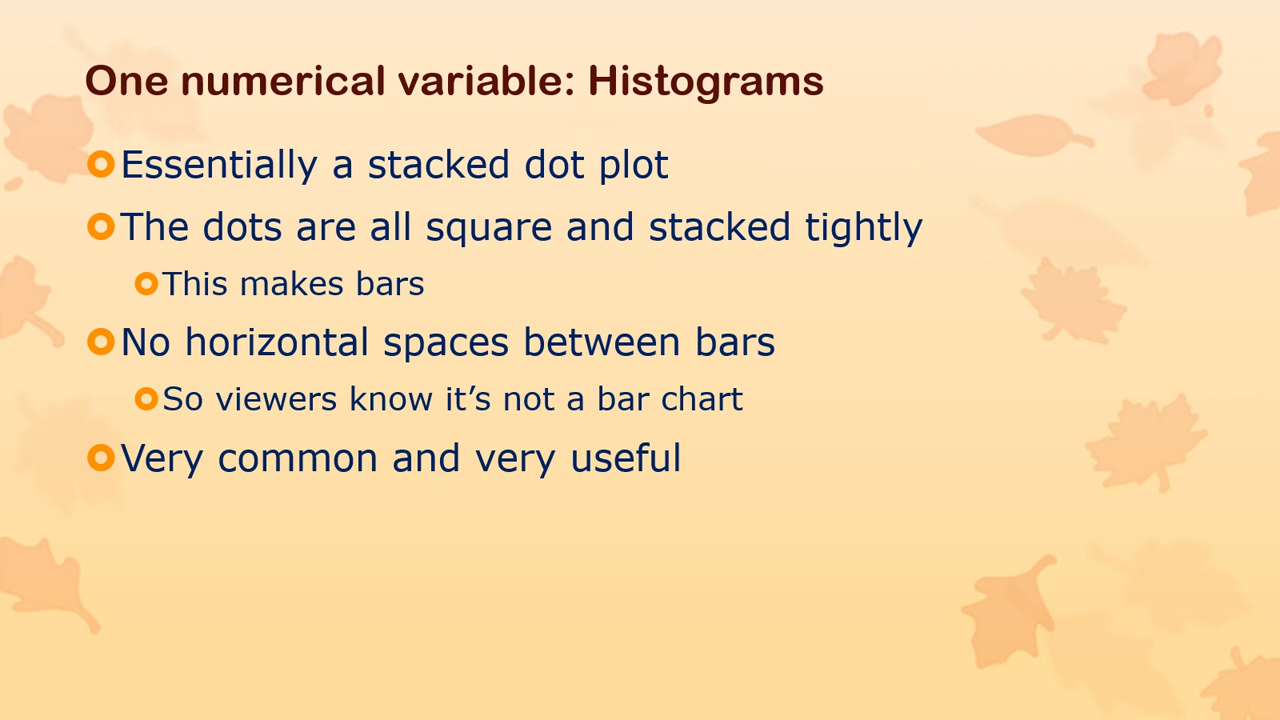 One numerical variable: Histograms
Essentially a stacked dot plot
The dots are all square and stacked tightly
This makes bars
No horizontal spaces between bars
So viewers know it’s not a bar chart
Very common and very useful